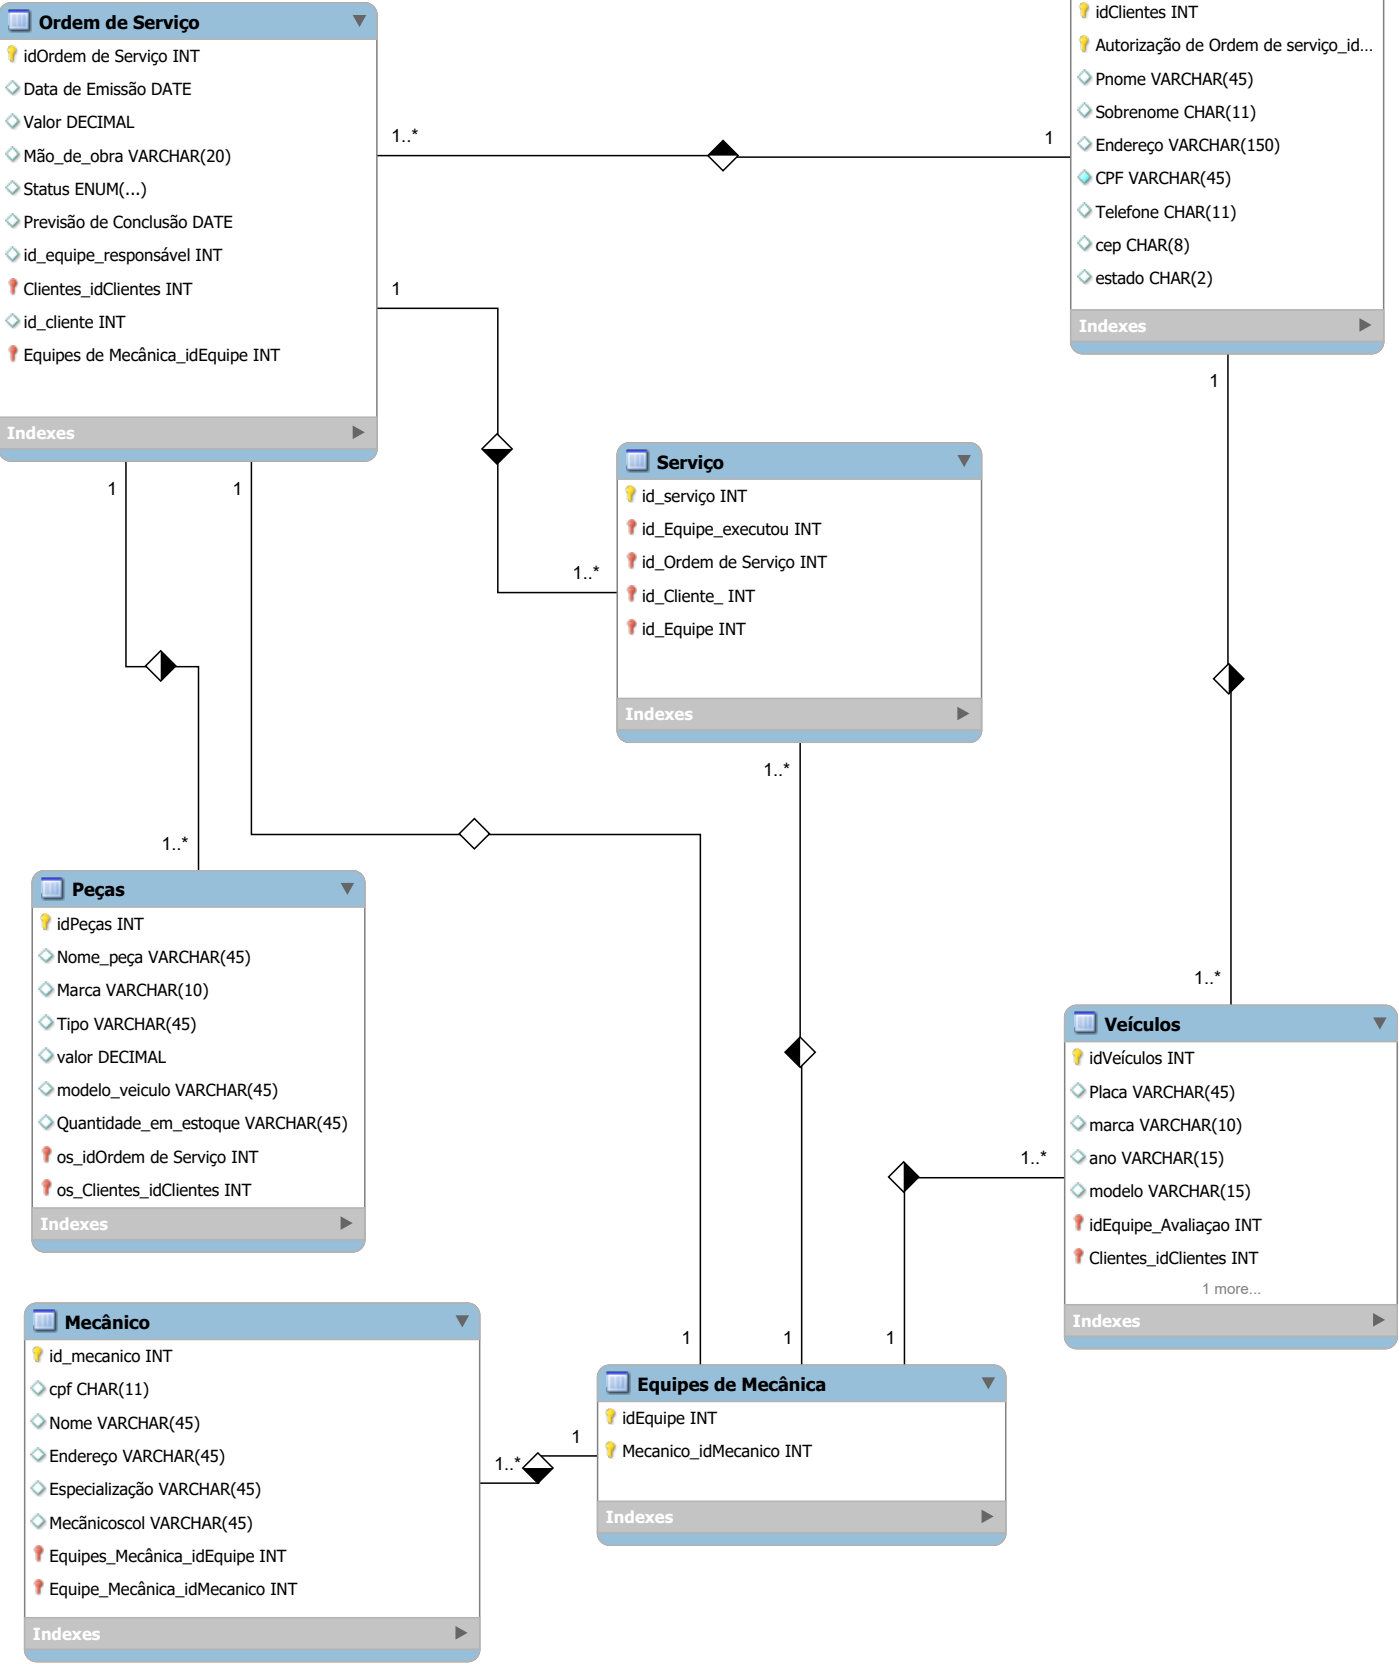 Ordem de Serviço
idOrdem de Serviço INT
Data de Emissão DATE
Valor DECIMAL
Mão_de_obra VARCHAR(20)
Status ENUM(...)
Previsão de Conclusão DATE
id_equipe_responsável INT
Clientes_idClientes INT
id_cliente INT
Equipes de Mecânica_idEquipe INT
Indexes
1..*
1
idClientes INT
Autorização de Ordem de serviço_id...
Pnome VARCHAR(45)
Sobrenome CHAR(11)
Endereço VARCHAR(150)
CPF VARCHAR(45)
Telefone CHAR(11)
cep CHAR(8)
estado CHAR(2)
Indexes
1
1
1
1
1..*
Serviço
id_serviço INT
id_Equipe_executou INT
id_Ordem de Serviço INT
id_Cliente_ INT
id_Equipe INT
Indexes
1..*
1..*
Peças
idPeças INT
Nome_peça VARCHAR(45)
Marca VARCHAR(10)
Tipo VARCHAR(45)
valor DECIMAL
modelo_veiculo VARCHAR(45)
Quantidade_em_estoque VARCHAR(45)
os_idOrdem de Serviço INT
os_Clientes_idClientes INT
Indexes
1..*
Veículos
idVeículos INT
Placa VARCHAR(45)
marca VARCHAR(10)
ano VARCHAR(15)
modelo VARCHAR(15)
idEquipe_Avaliaçao INT
Clientes_idClientes INT
1 more...
Indexes
1..*
1
1
1
Mecânico
id_mecanico INT
cpf CHAR(11)
Nome VARCHAR(45)
Endereço VARCHAR(45)
Especialização VARCHAR(45)
Mecãnicoscol VARCHAR(45)
Equipes_Mecânica_idEquipe INT
Equipe_Mecânica_idMecanico INT
Indexes
1..*
1
Equipes de Mecânica
idEquipe INT
Mecanico_idMecanico INT
Indexes